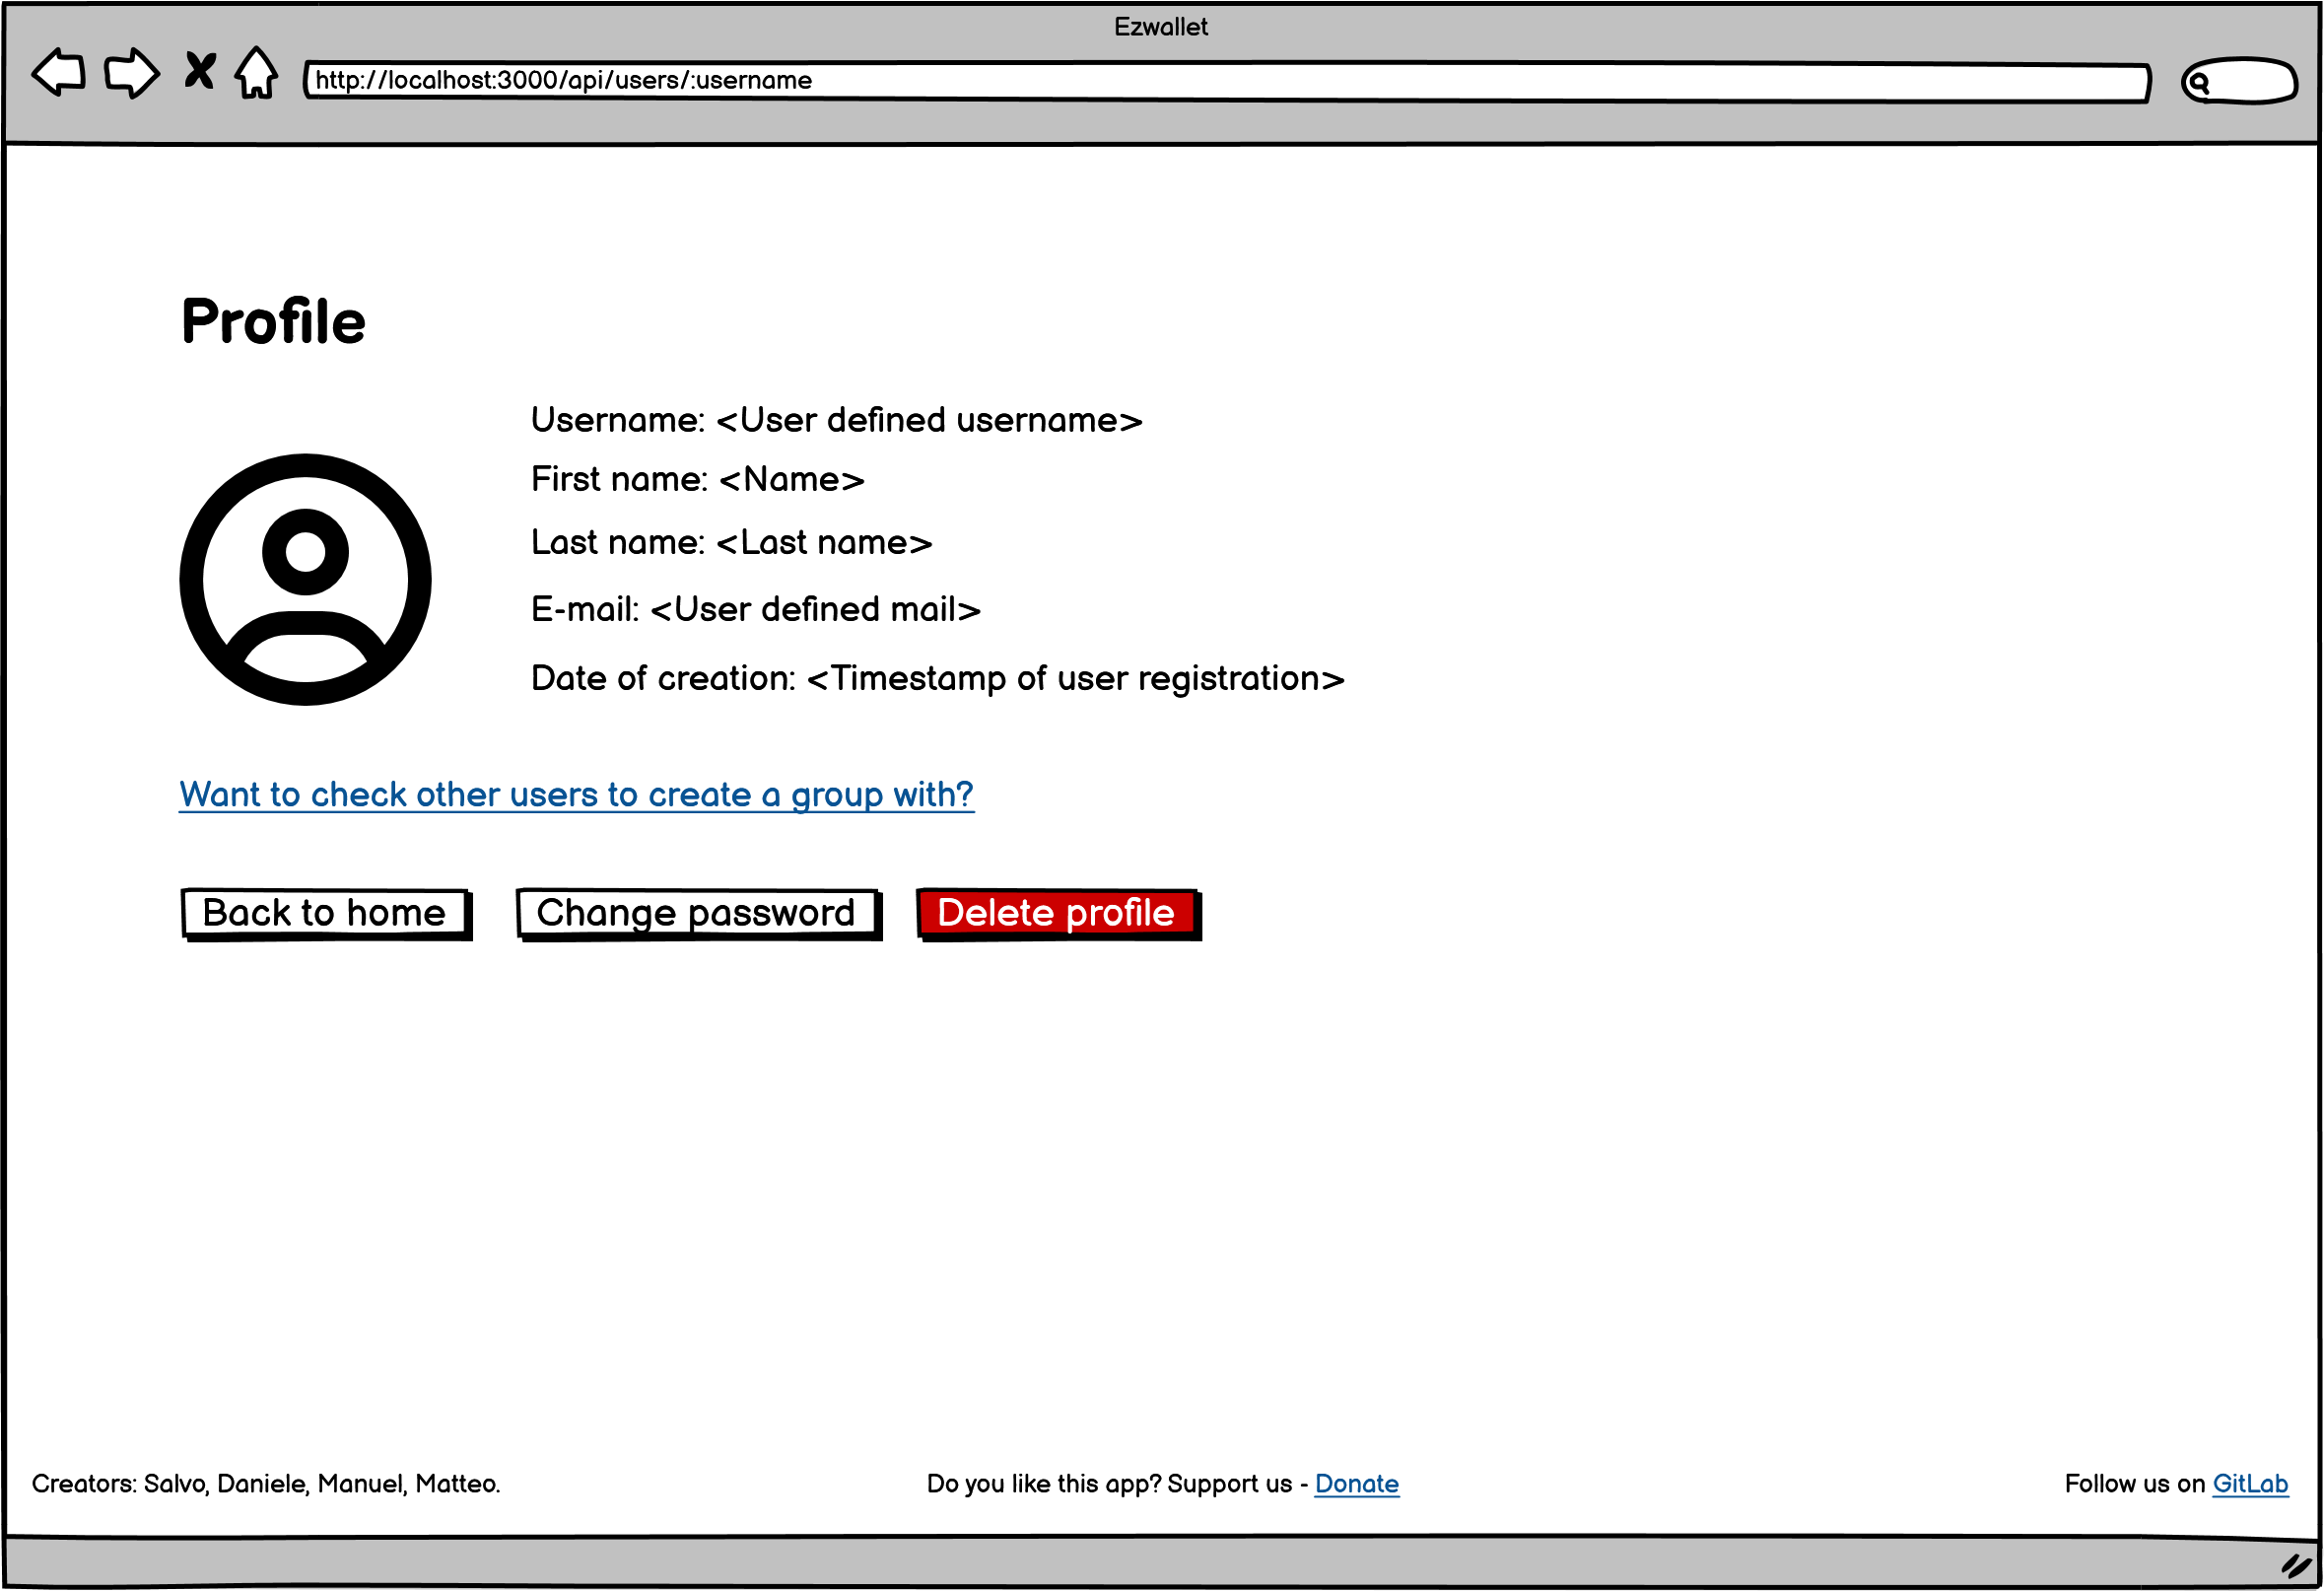 Ezwallet
http://localhost:3000/api/users/:username
Profile
Username: <User defined username>
First name: <Name>
Last name: <Last name>
E-mail: <User defined mail>
Date of creation: <Timestamp of user registration>
Want to check other users to create a group with?
Back to home
Change password
Delete profile
Creators: Salvo, Daniele, Manuel, Matteo.
Do you like this app? Support us - Donate
Follow us on GitLab